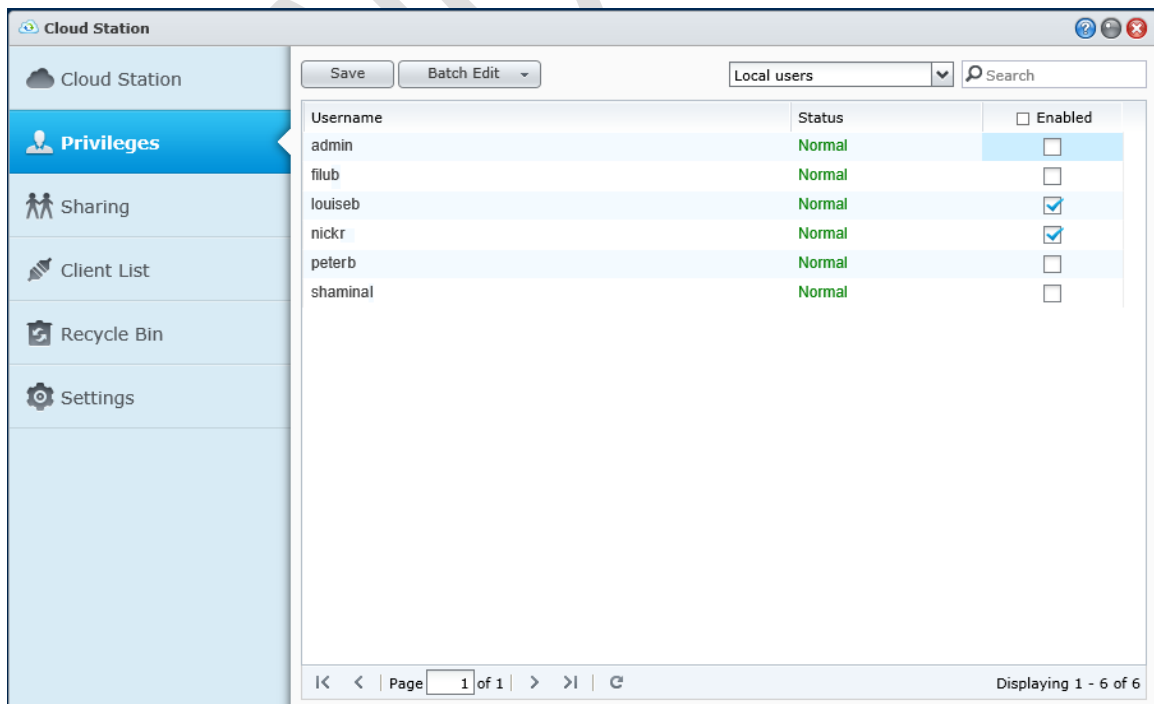 Cloud Station
Cloud Station
Privileges
Sharing
Client List
Recycle Bin
Settings
Save Batch Edit Local users Search
Username Status Enabled
admin Normal
filub Normal
louiseb Normal
nickr Normal
peterb Normal
shaminal Normal
Page 1 of 1 Displaying 1 - 6 of 6